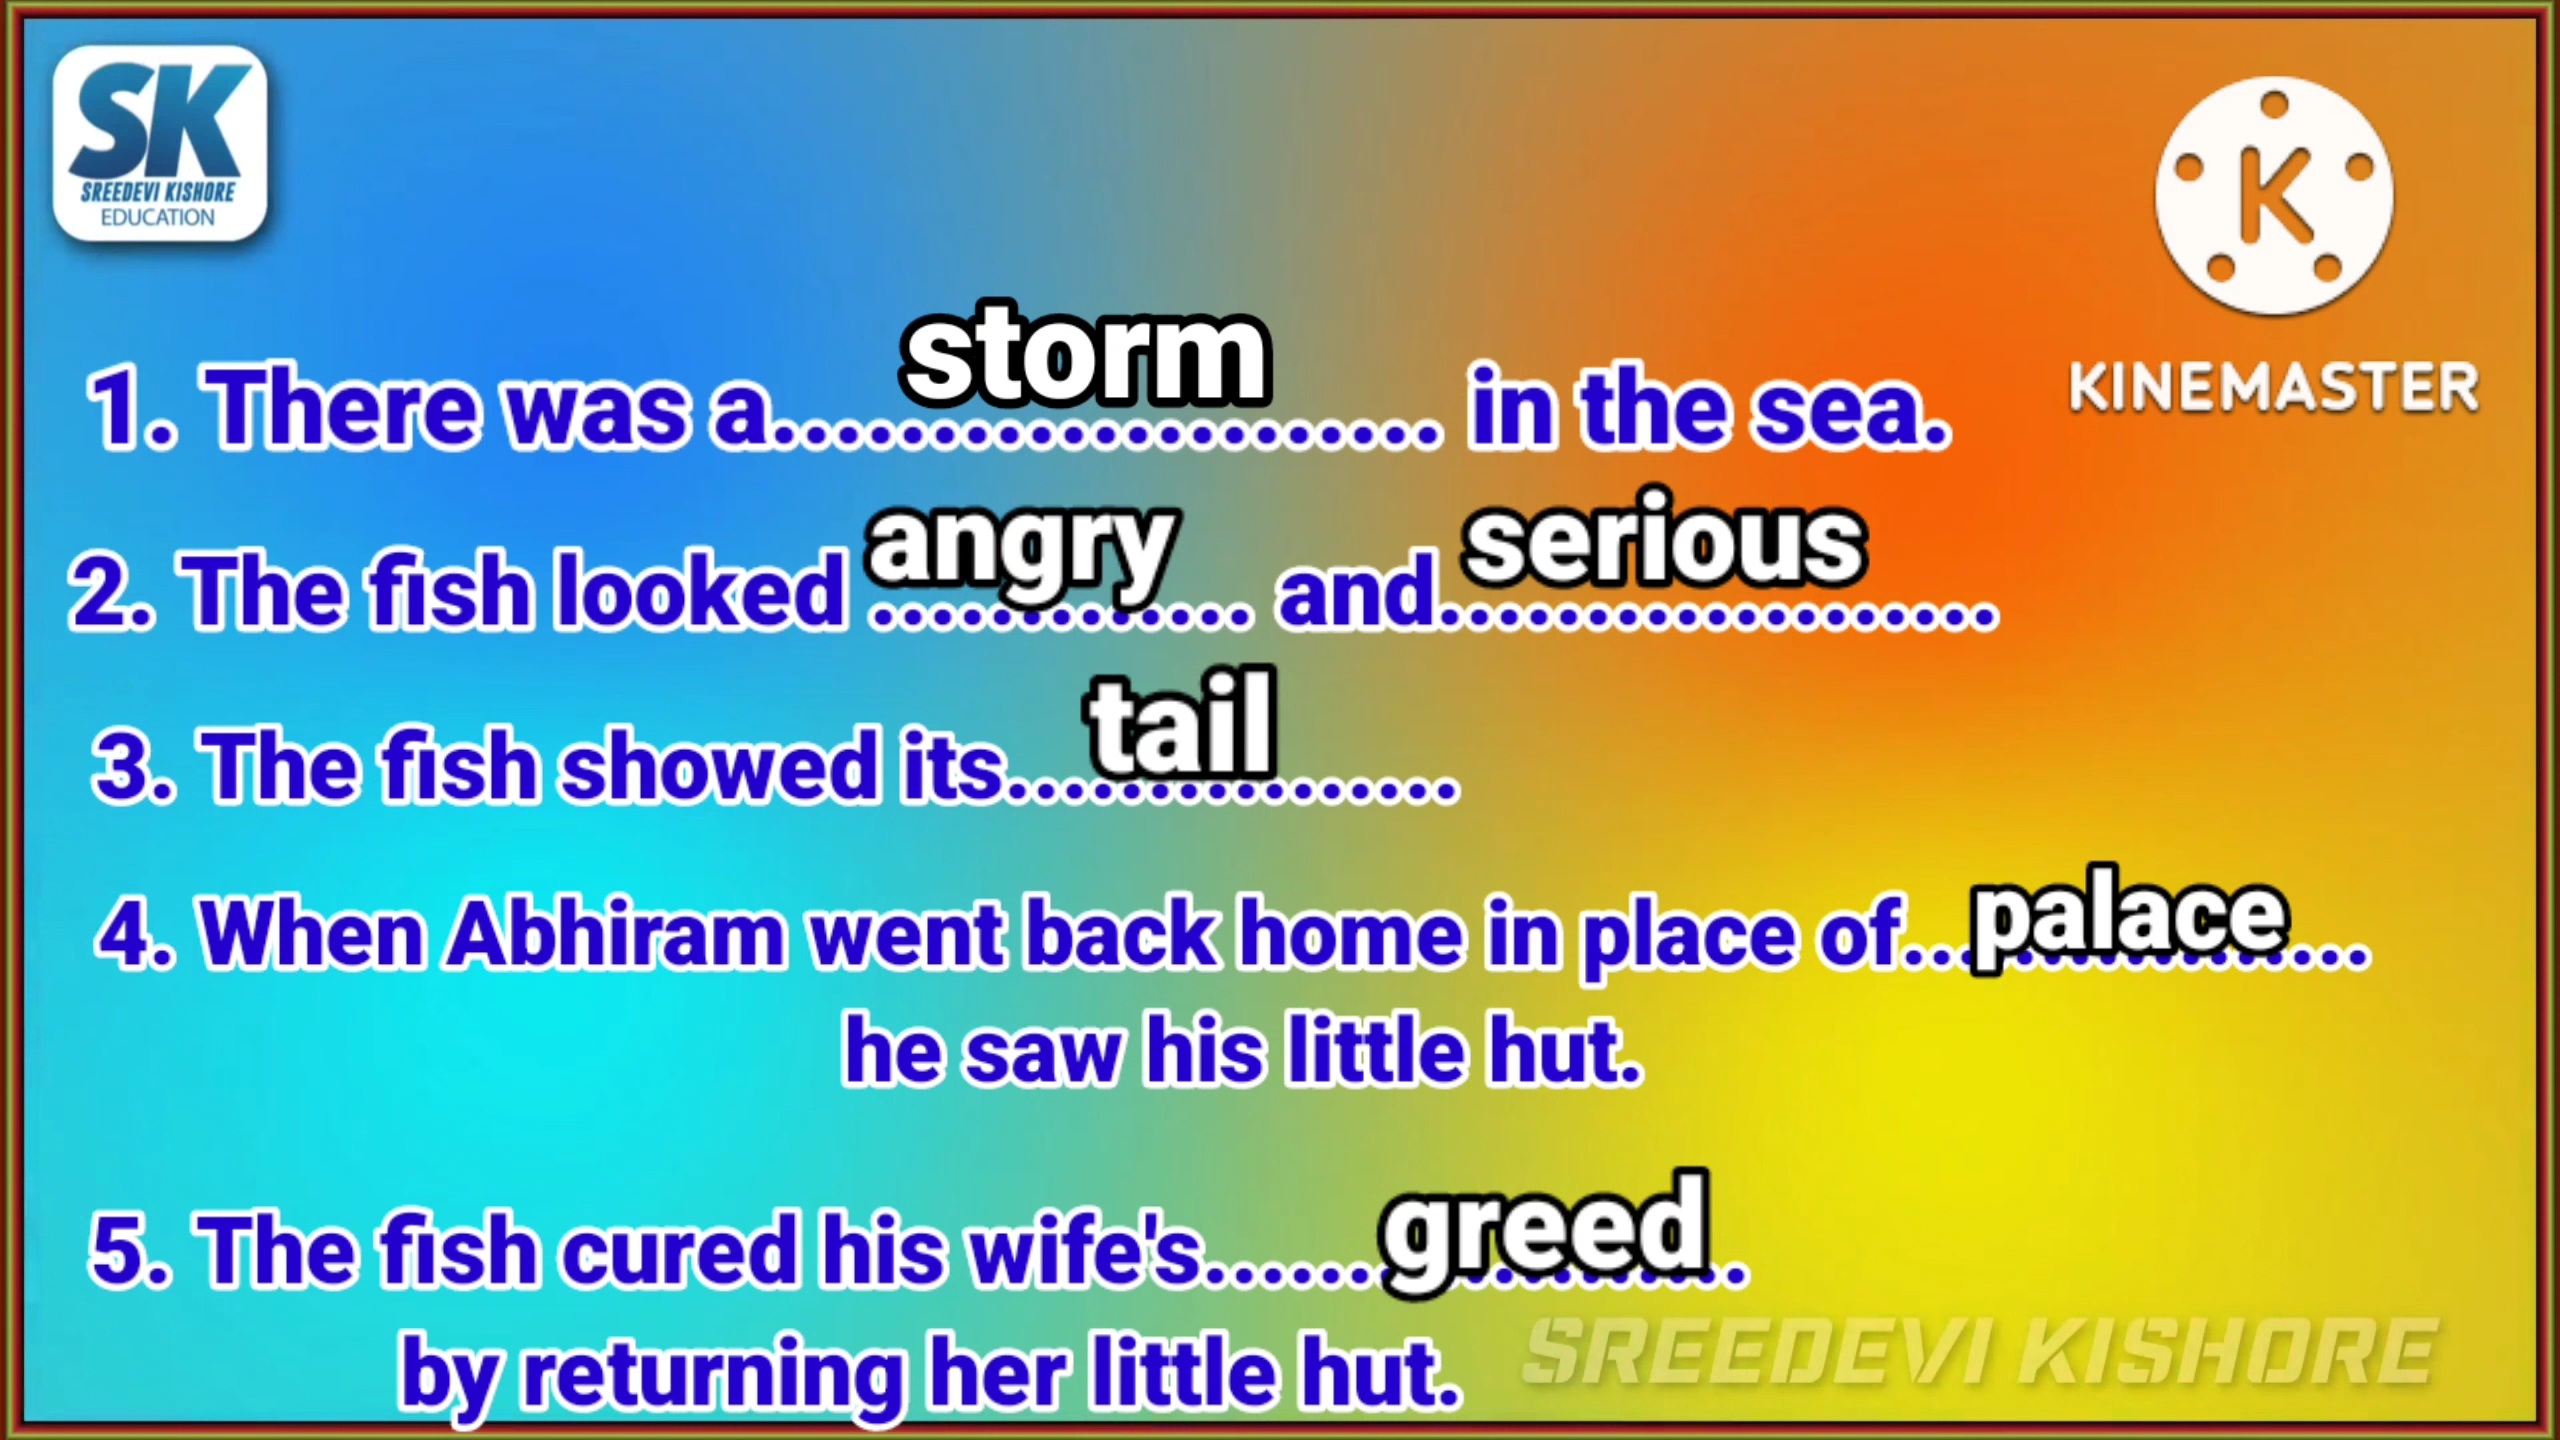 SK
SREEDEVI KISHORE
EDUCATION
K
KINEMASTER
storm
1. There was a..................... in the sea.
angry serious
2. The fish looked ............. and.................
tail
3. The fish showed its................
palace
4. When Abhiram went back home in place of................
he saw his little hut.
greed
5. The fish cured his wife's...................
by returning her little hut.
SREEDEVI KISHORE